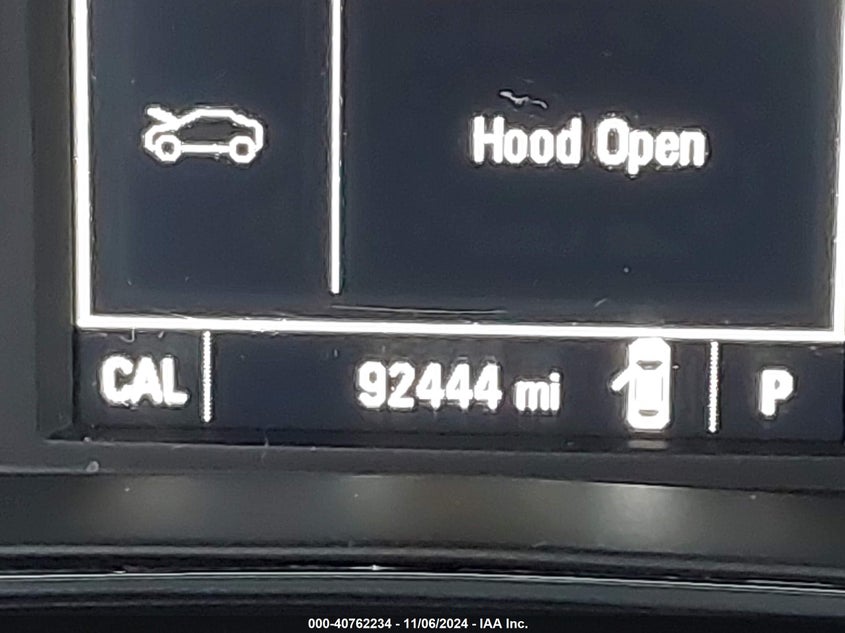 Hood Open
CAL 92444 mi P
000-40762234 - 11/06/2024 - IAA Inc.